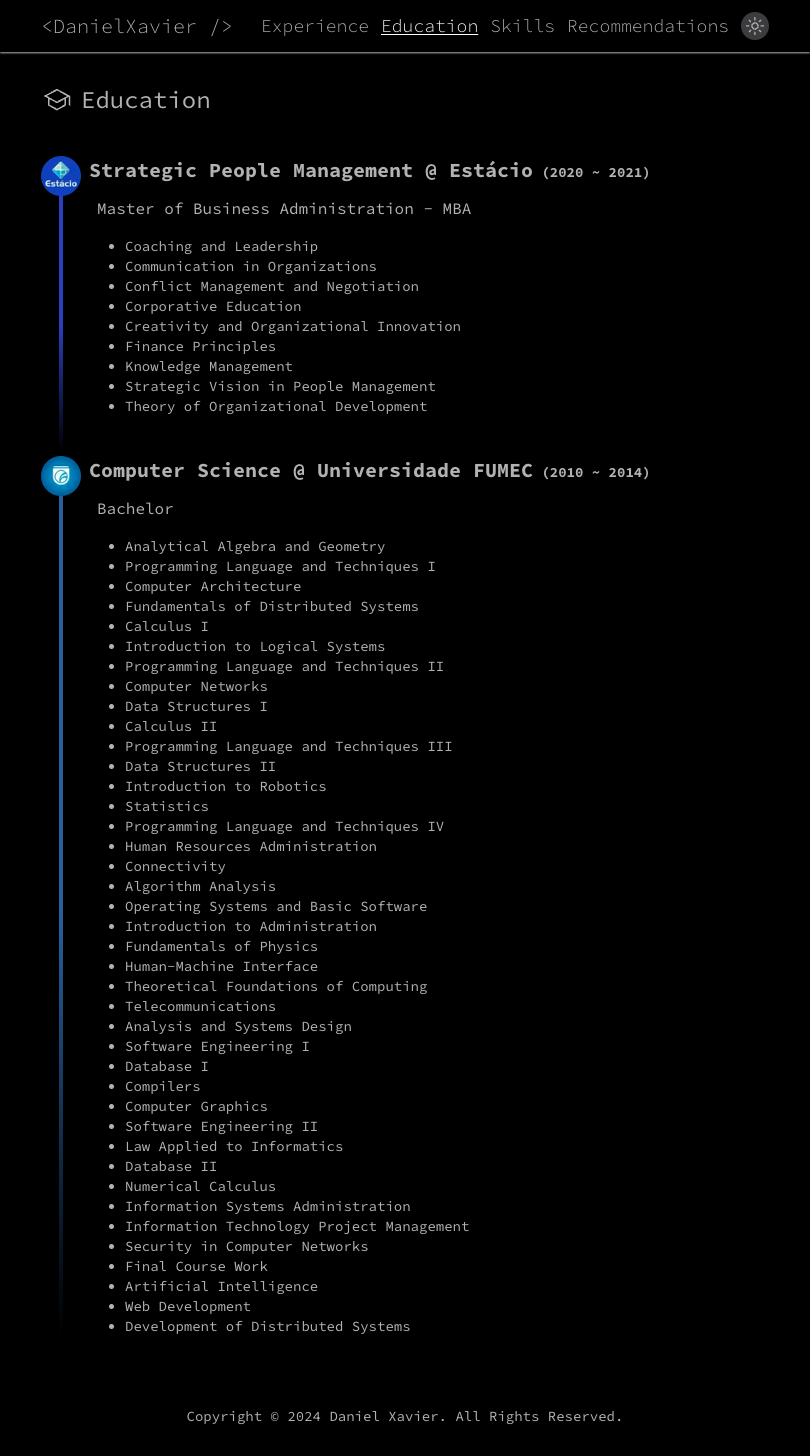 <DanielXavier />
Experience Education Skills Recommendations
Education
Estácio
Strategic People Management @ Estácio (2020 ~ 2021)
Master of Business Administration - MBA
• Coaching and Leadership
• Communication in Organizations
• Conflict Management and Negotiation
• Corporative Education
• Creativity and Organizational Innovation
• Finance Principles
• Knowledge Management
• Strategic Vision in People Management
• Theory of Organizational Development
Computer Science @ Universidade FUMEC (2010 ~ 2014)
Bachelor
• Analytical Algebra and Geometry
• Programming Language and Techniques I
• Computer Architecture
• Fundamentals of Distributed Systems
• Calculus I
• Introduction to Logical Systems
• Programming Language and Techniques II
• Computer Networks
• Data Structures I
• Calculus II
• Programming Language and Techniques III
• Data Structures II
• Introduction to Robotics
• Statistics
• Programming Language and Techniques IV
• Human Resources Administration
• Connectivity
• Algorithm Analysis
• Operating Systems and Basic Software
• Introduction to Administration
• Fundamentals of Physics
• Human-Machine Interface
• Theoretical Foundations of Computing
• Telecommunications
• Analysis and Systems Design
• Software Engineering I
• Database I
• Compilers
• Computer Graphics
• Software Engineering II
• Law Applied to Informatics
• Database II
• Numerical Calculus
• Information Systems Administration
• Information Technology Project Management
• Security in Computer Networks
• Final Course Work
• Artificial Intelligence
• Web Development
• Development of Distributed Systems
Copyright © 2024 Daniel Xavier. All Rights Reserved.